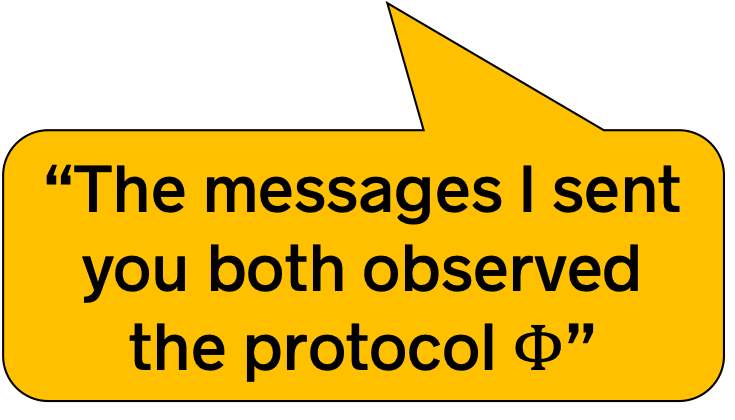 “The messages I sent
you both observed
the protocol Φ”